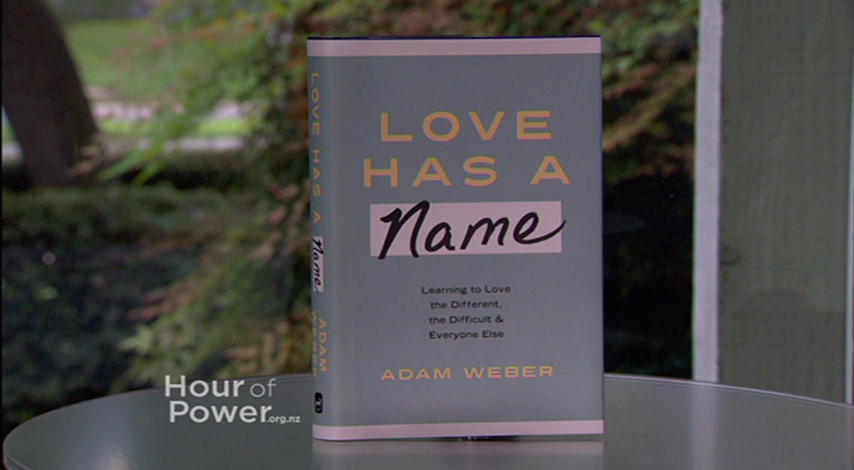 LOVE
HAS A
Name
Learning to Love
the Different,
the Difficult &
Everyone Else
ADAM WEBER
LOVE HAS A Name ADAM WEBER
Hour of
Power.org.nz